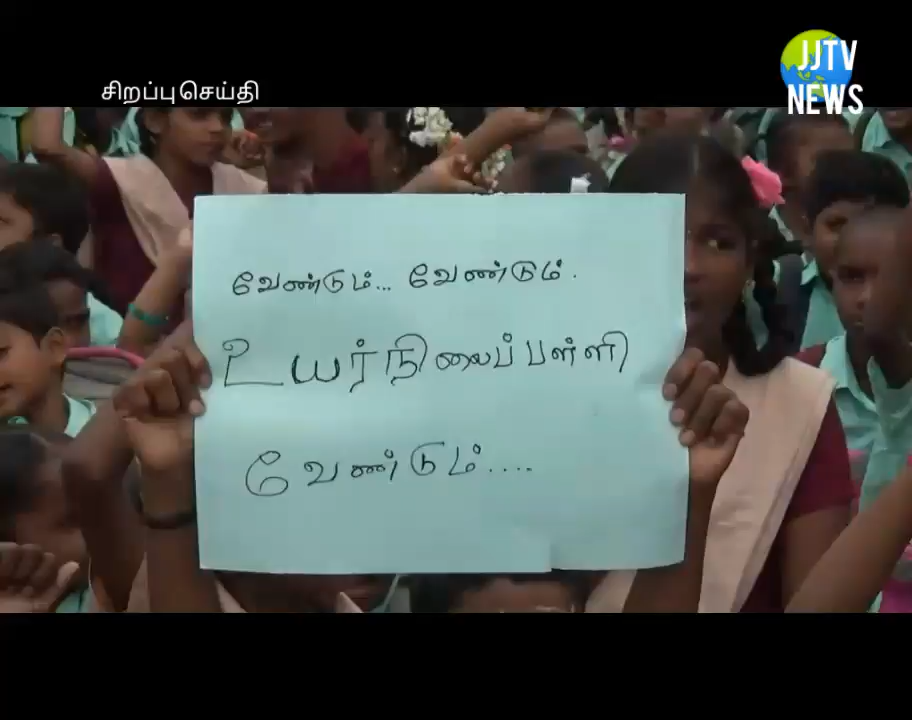 JJTV
NEWS
சிறப்பு செய்தி
வேண்டும்... வேண்டும்.
உயர்நிலைப் பள்ளி
வேண்டும்....